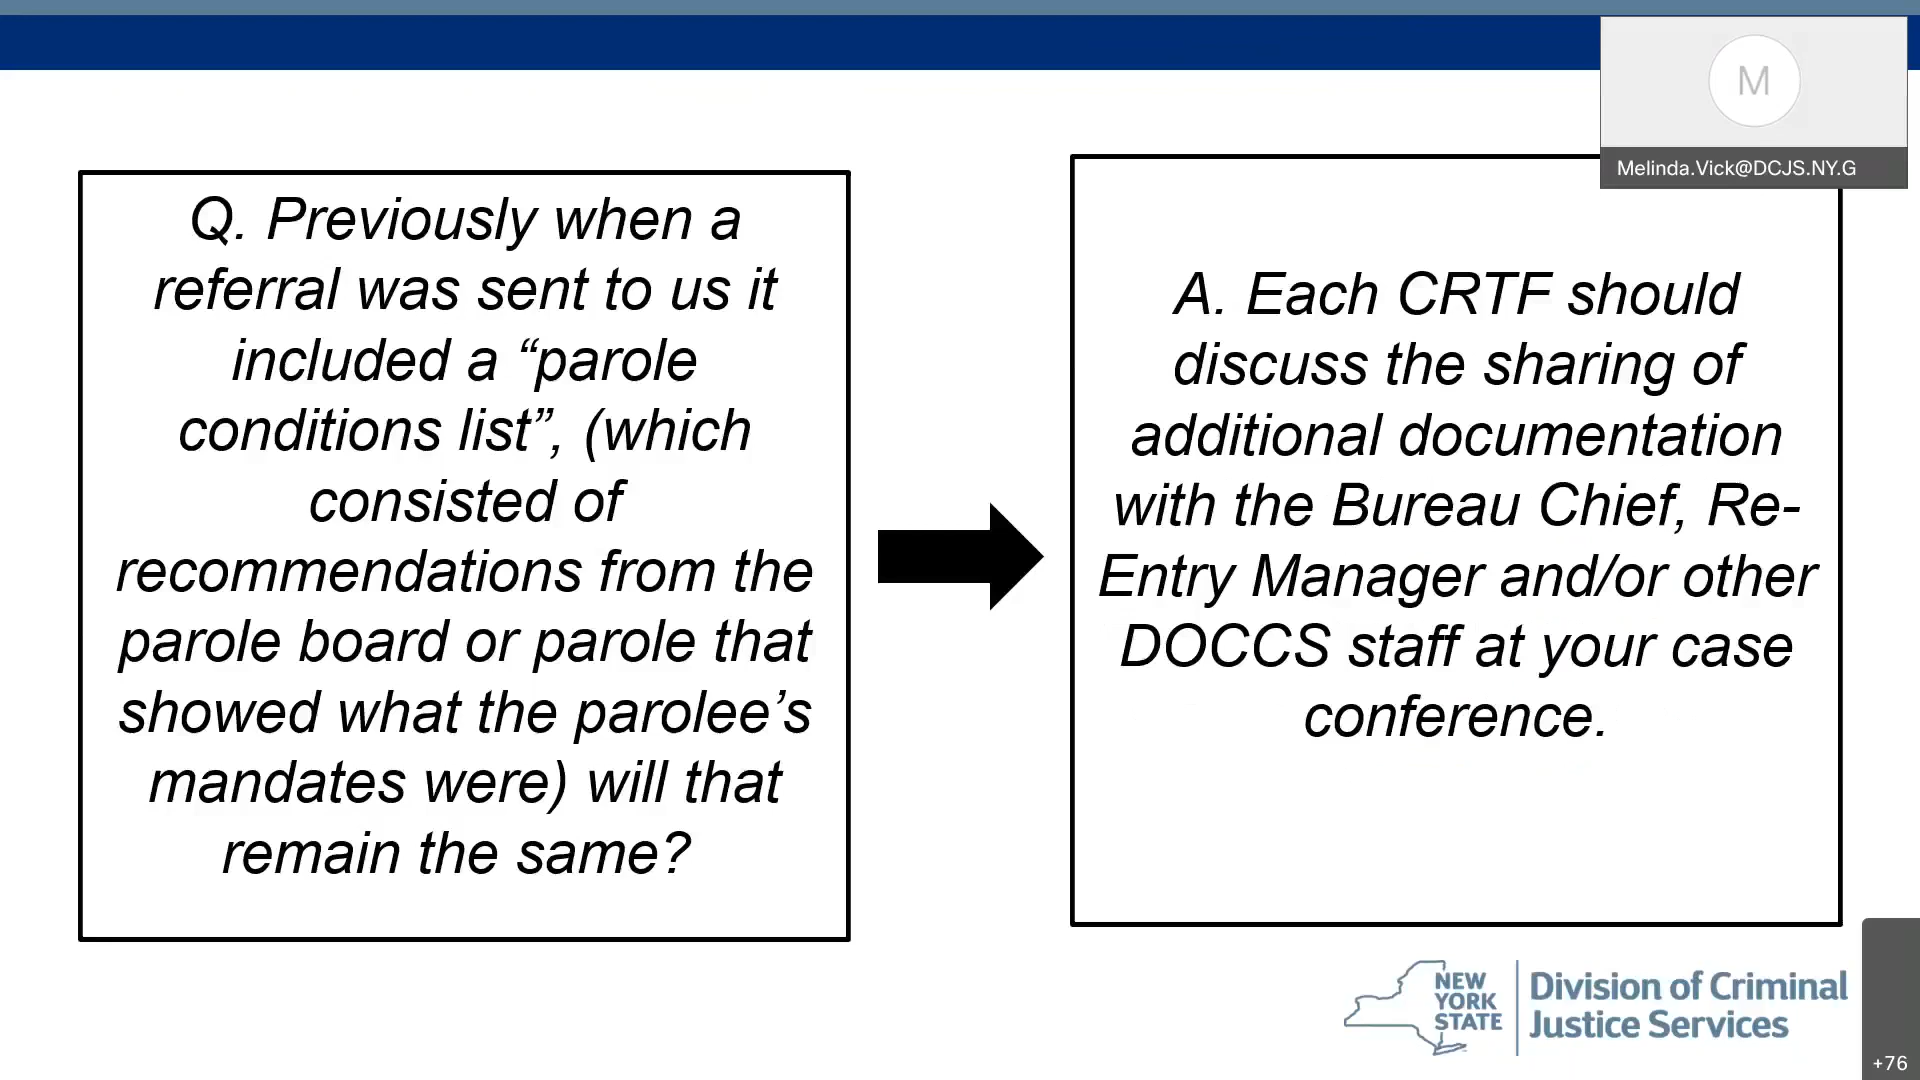 M
Melinda.Vick@DCJS.NY.G
Q. Previously when a
referral was sent to us it
included a “parole
conditions list”, (which
consisted of
recommendations from the
parole board or parole that
showed what the parolee’s
mandates were) will that
remain the same?
A. Each CRTF should
discuss the sharing of
additional documentation
with the Bureau Chief, Re-
Entry Manager and/or other
DOCCS staff at your case
conference.
NEW
YORK
STATE
Division of Criminal
Justice Services
+76